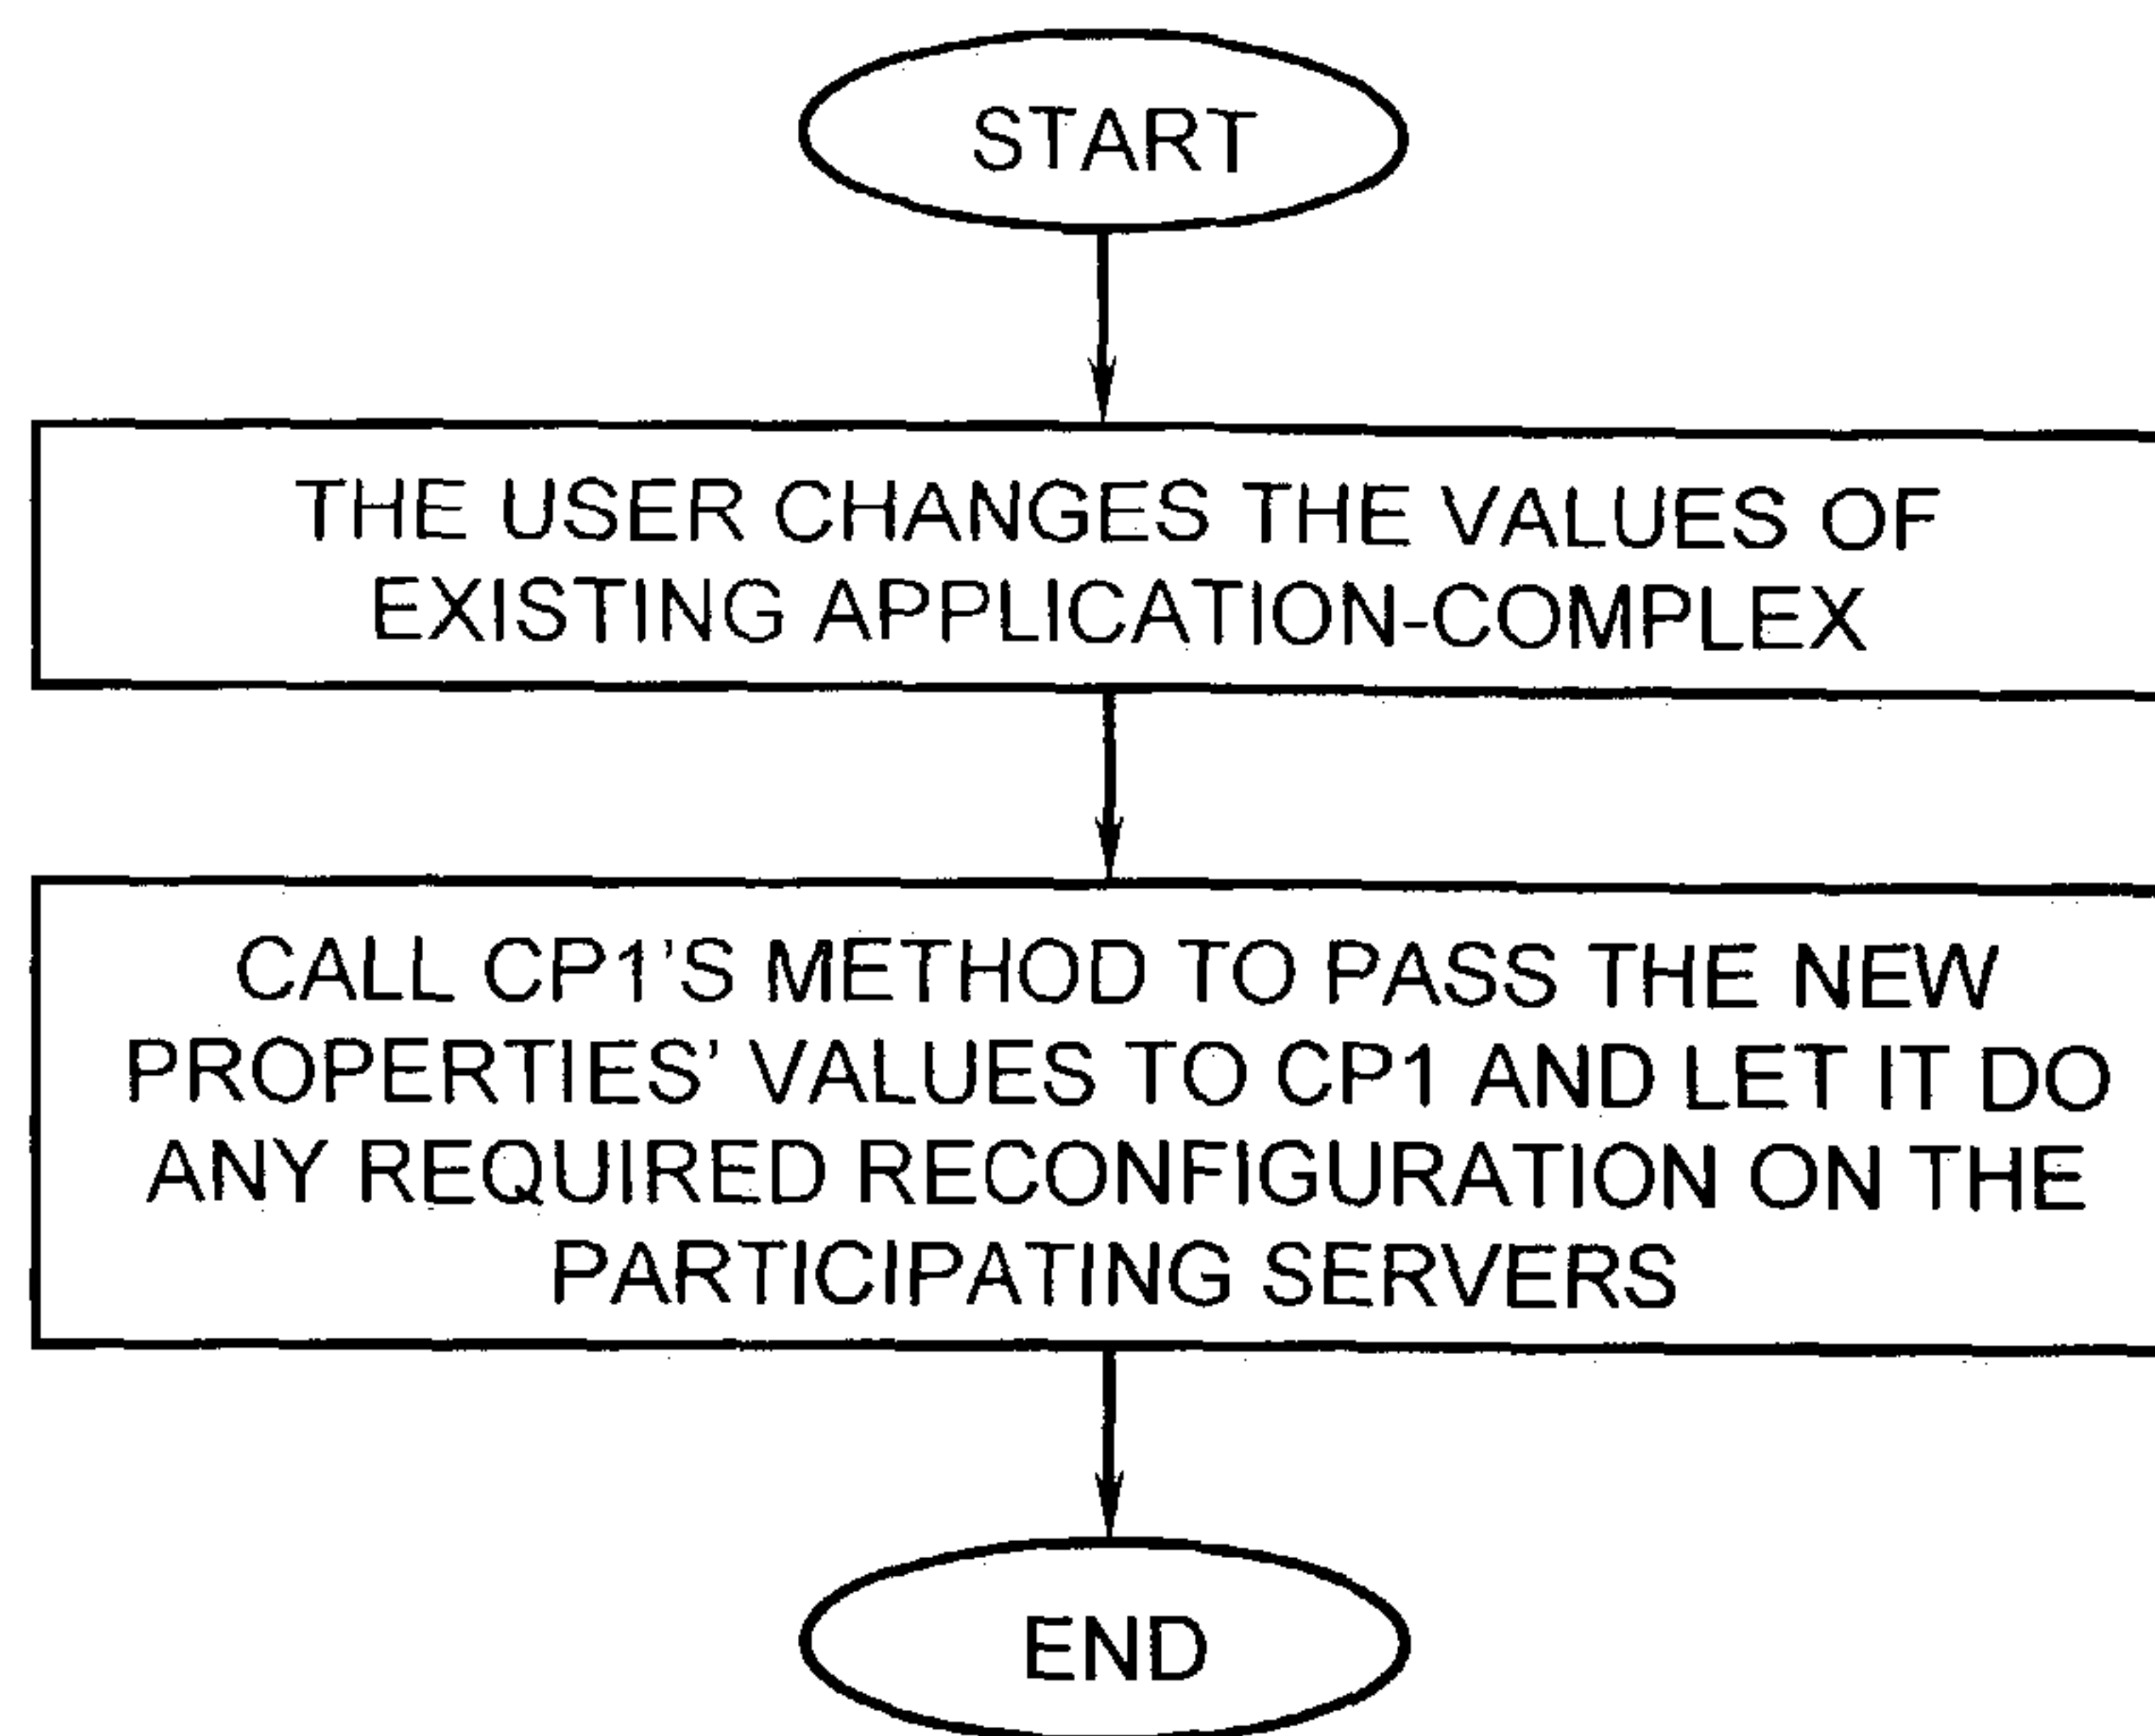 START
THE USER CHANGES THE VALUES OF
EXISTING APPLICATION-COMPLEX
CALL CP1'S METHOD TO PASS THE NEW
PROPERTIES' VALUES TO CP1 AND LET IT DO
ANY REQUIRED RECONFIGURATION ON THE
PARTICIPATING SERVERS
END